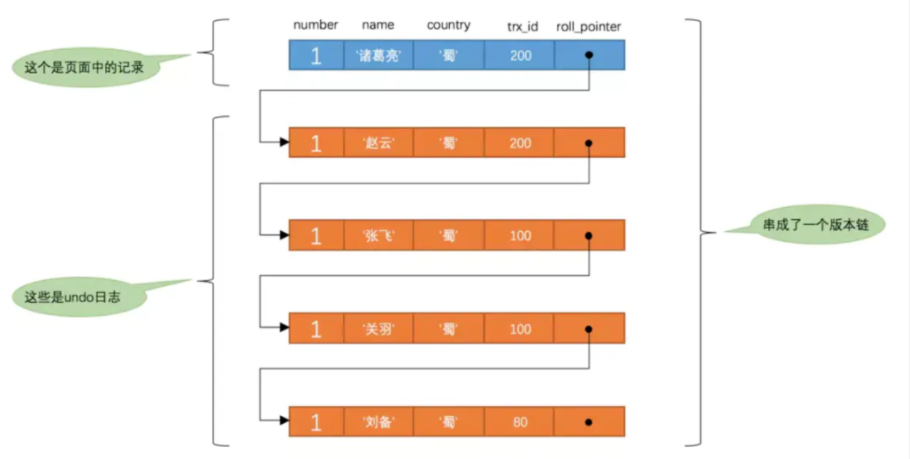 number name country trx_id roll_pointer
1 '诸葛亮' '蜀' 200
这个是页面中的记录
1 '赵云' '蜀' 200
1 '张飞' '蜀' 100
串成了一个版本链
这些是undo日志
1 '关羽' '蜀' 100
1 '刘备' '蜀' 80